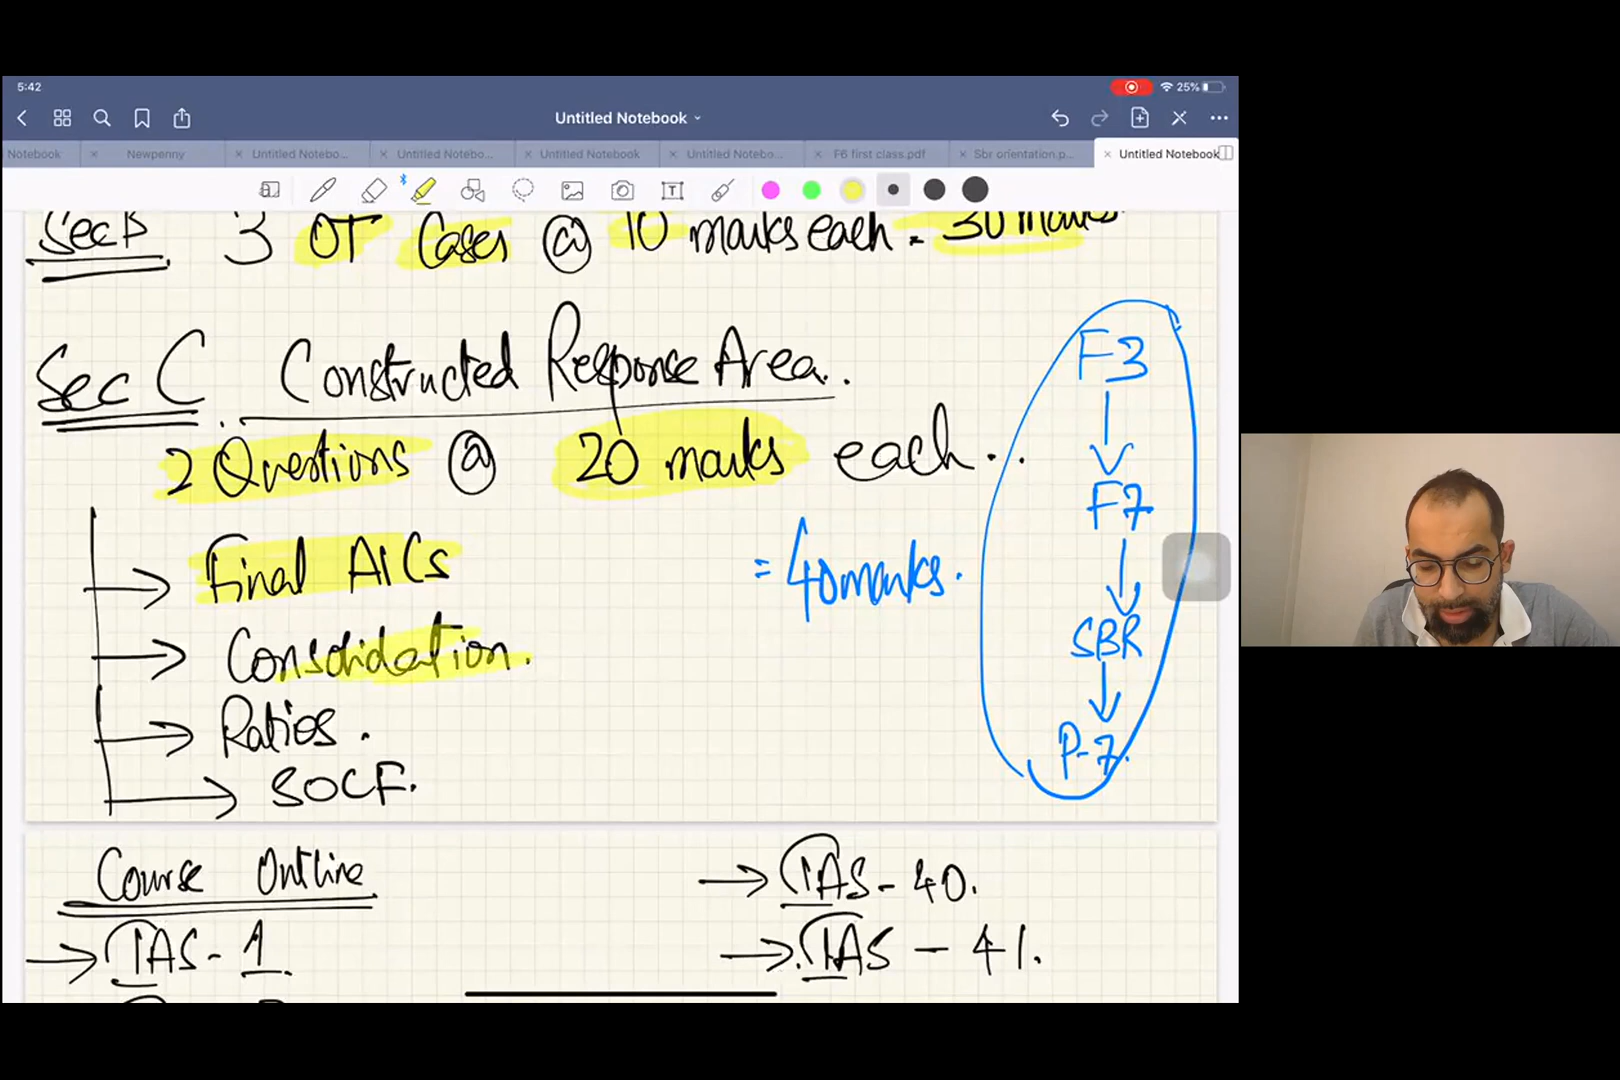 5:42
25%
Untitled Notebook
Notebook
Newpenny
Untitled Notebo...
Untitled Notebo...
Untitled Notebook
Untitled Notebo...
F6 first class.pdf
Sbr orientation.p...
Untitled Notebook
Sec B 3 OT Cases @ 10 marks each = 30 marks
Sec C Constructed Response Area..
2 Questions @ 20 marks each..
= 40 marks.
→ Final A/Cs
→ Consolidation.
→ Ratios.
→ SOCF.
F3
↓
F7
↓
SBR
↓
P-7.
Course Outline
→ IAS - 1
→ IAS - 40.
→ IAS - 41.